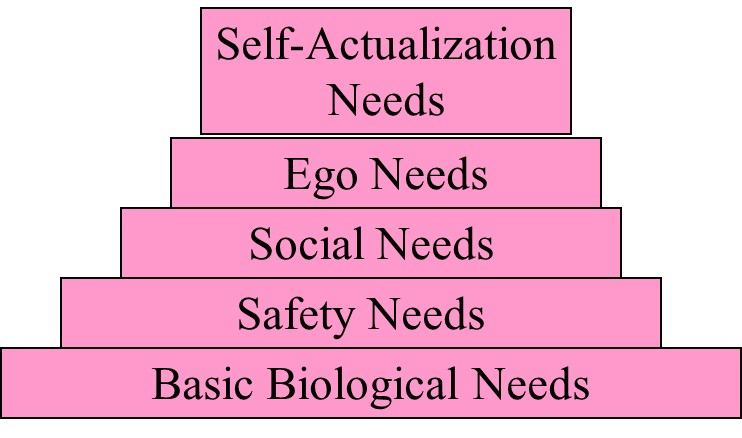 Self-Actualization
Needs
Ego Needs
Social Needs
Safety Needs
Basic Biological Needs